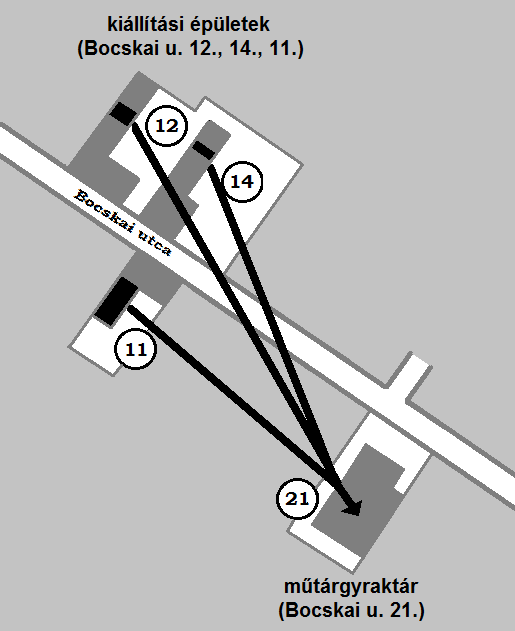 kiállítási épületek
(Bocskai u. 12., 14., 11.)
12
14
Bocskai utca
11
21
műtárgyraktár
(Bocskai u. 21.)